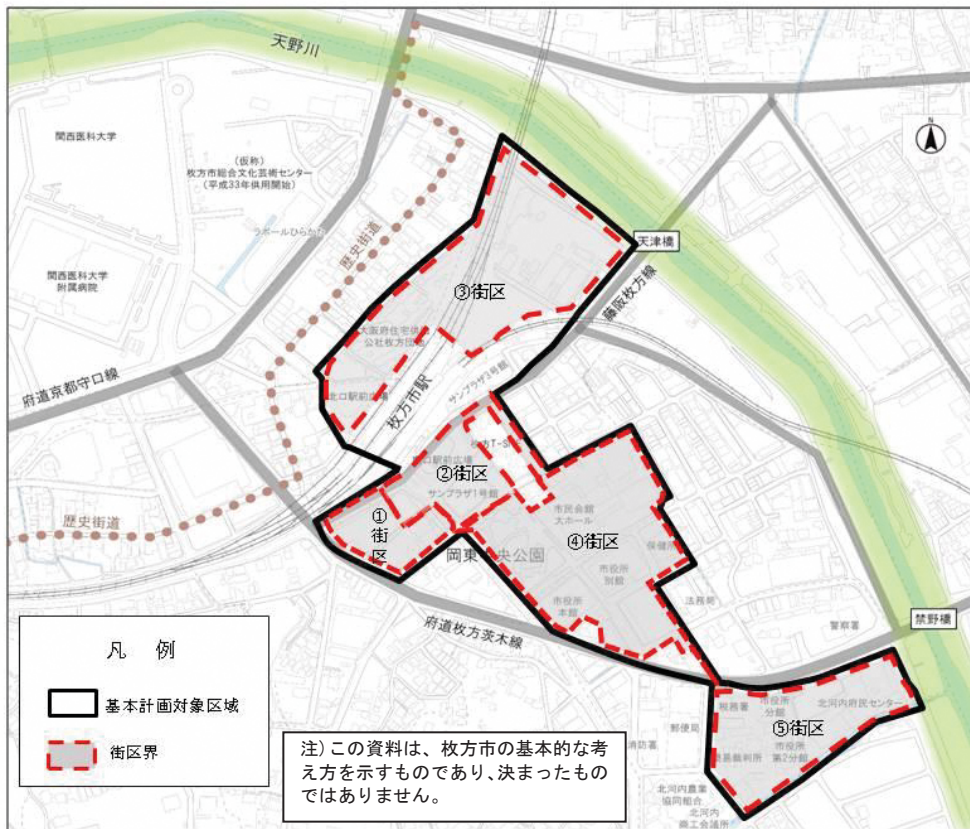 天野川
関西医科大学
(仮称)
枚方市総合文化芸術センター
(平成33年供用開始)
ラポールひらかた
歴史街道
関西医科大学
附属病院
N
天津橋
藤阪枚方線
③街区
大阪府住宅供給
公社枚方団地
北口駅前広場
枚方市駅
サンプラザ3号館
府道京都守口線
枚方T-SITE
②街区
サンプラザ1号館
①
街
区
歴史街道
市民会館
大ホール
④街区
保健所
岡東中央公園
市役所
別館
市役所
本館
法務局
府道枚方茨木線
警察署
禁野橋
税務署
市役所
分館
北河内府民センター
郵便局
⑤街区
消防署
市役所
第2分館
北河内農業
協同組合
北河内
商工会議所
凡 例
基本計画対象区域
街区界
注)この資料は、枚方市の基本的な考
え方を示すものであり、決まったもの
ではありません。